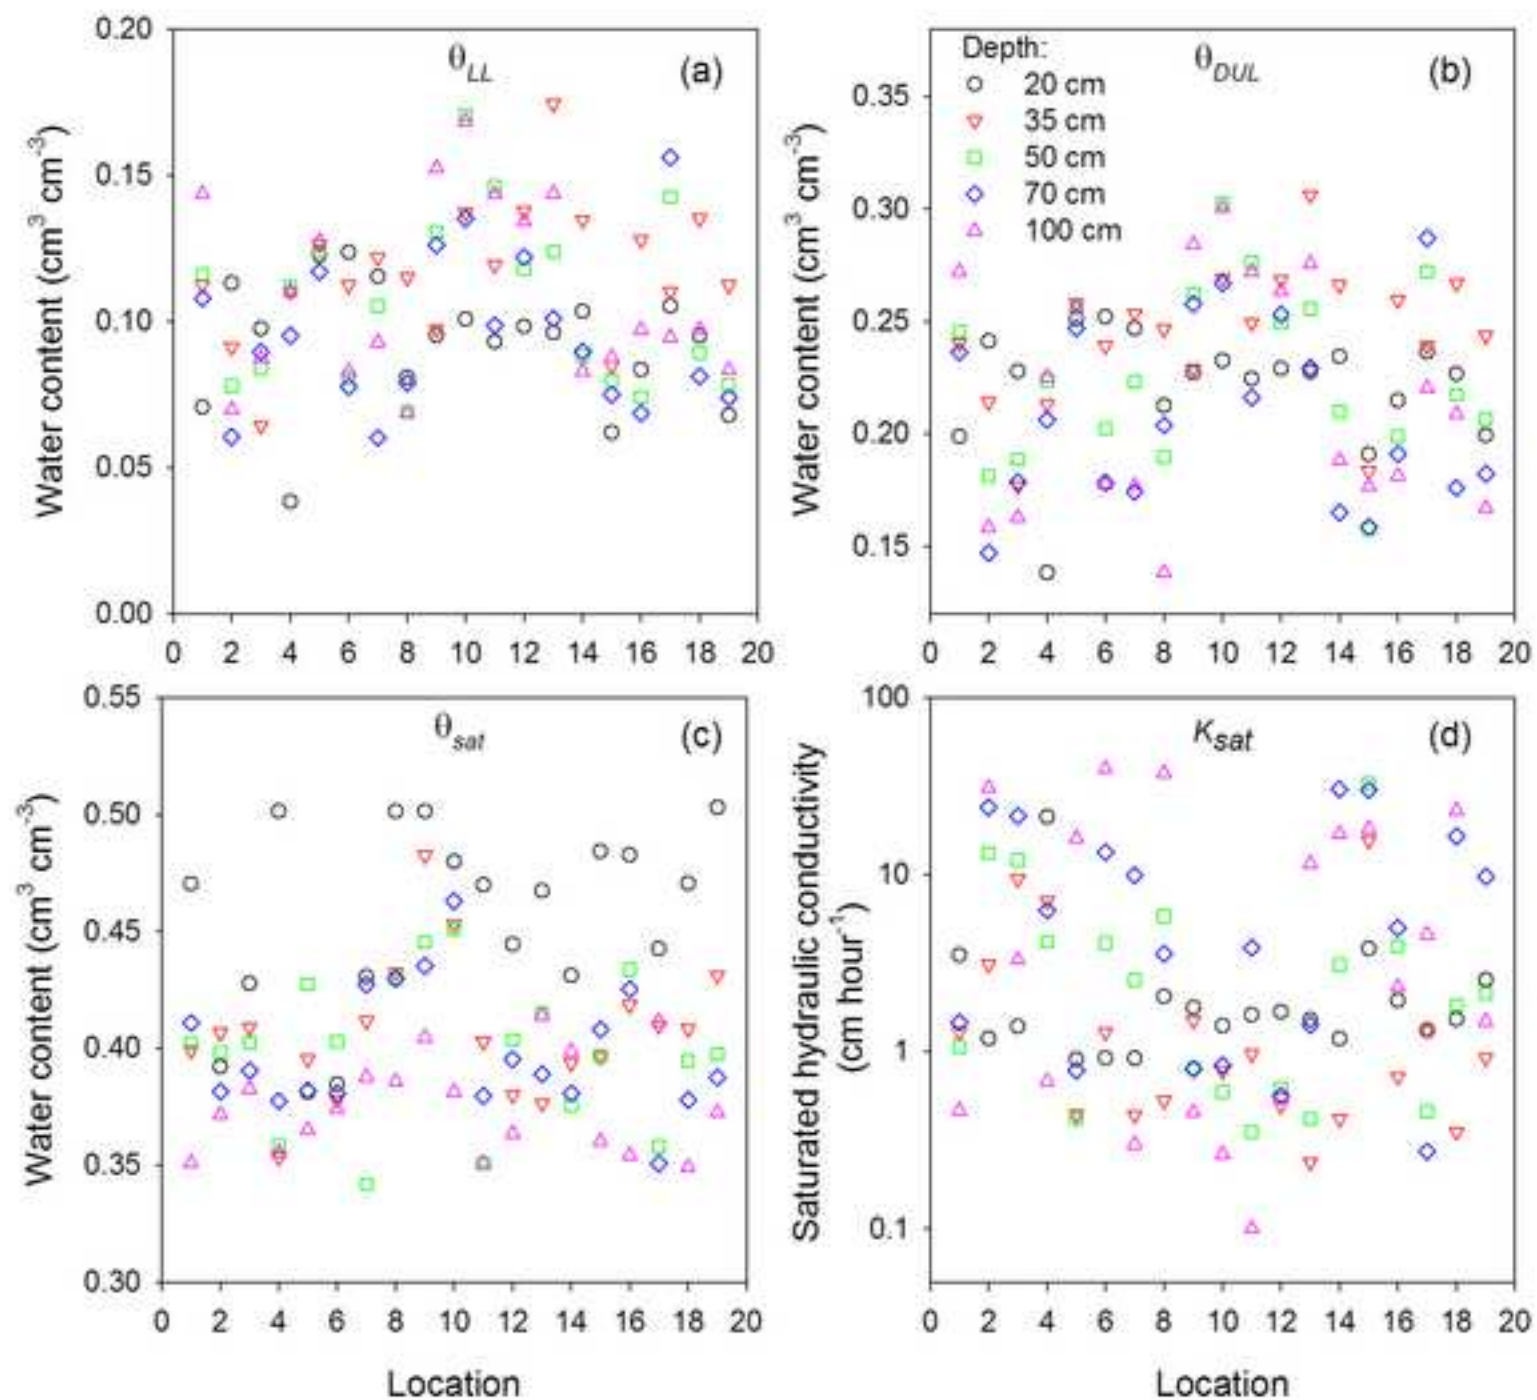 θLL
(a)
Water content (cm³ cm⁻³)
0.20
0.15
0.10
0.05
0.00
0 2 4 6 8 10 12 14 16 18 20
θDUL
(b)
Depth:
20 cm
35 cm
50 cm
70 cm
100 cm
Water content (cm³ cm⁻³)
0.35
0.30
0.25
0.20
0.15
0 2 4 6 8 10 12 14 16 18 20
θsat
(c)
Water content (cm³ cm⁻³)
0.55
0.50
0.45
0.40
0.35
0.30
0 2 4 6 8 10 12 14 16 18 20
Location
Ksat
(d)
Saturated hydraulic conductivity
(cm hour⁻¹)
100
10
1
0.1
0 2 4 6 8 10 12 14 16 18 20
Location